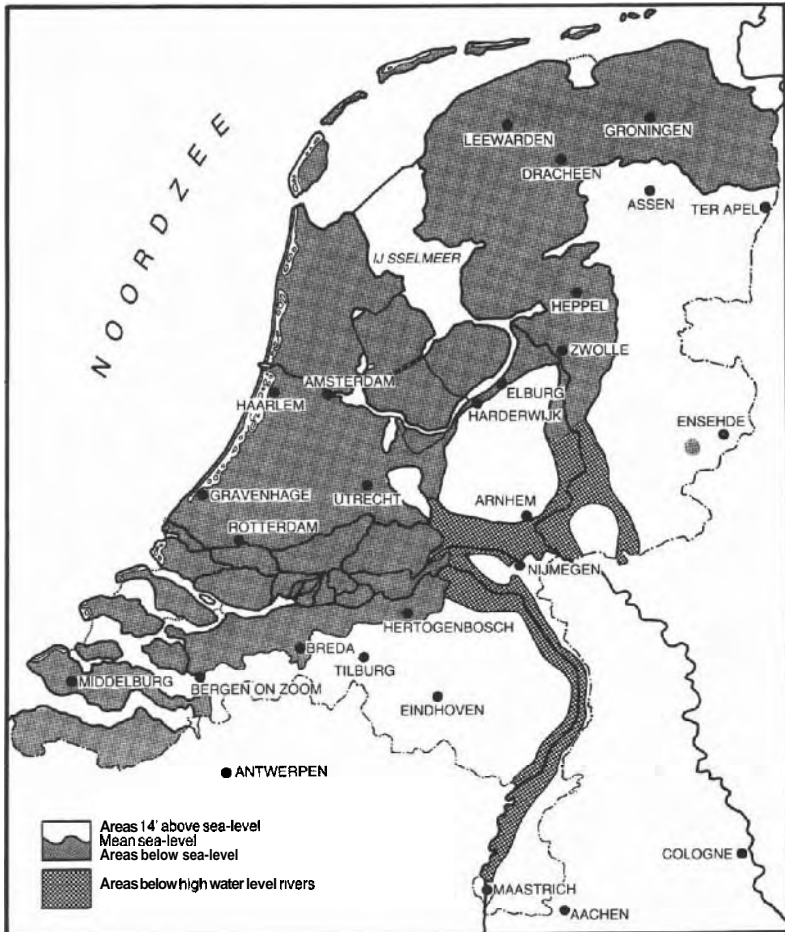 NOORDZEE
LEEWARDEN
GRONINGEN
DRACHEEN
ASSEN
TER APEL
IJ SSELMEER
HEPPEL
ZWOLLE
AMSTERDAM
HAARLEM
ELBURG
HARDERWIJK
ENSEHDE
GRAVENHAGE
UTRECHT
ARNHEM
ROTTERDAM
NIJMEGEN
HERTOGENBOSCH
BREDA
TILBURG
MIDDELBURG
BERGEN ON ZOOM
EINDHOVEN
ANTWERPEN
Areas 14' above sea-level
Mean sea-level
Areas below sea-level
Areas below high water level rivers
COLOGNE
MAASTRICH
AACHEN